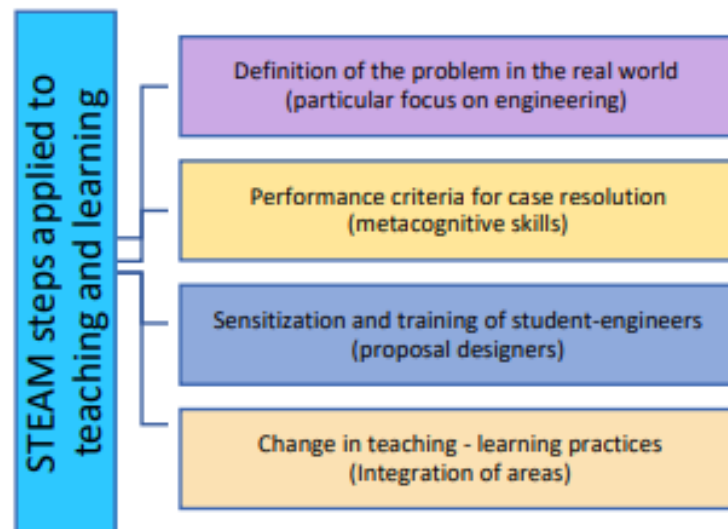 STEAM steps applied to
teaching and learning
Definition of the problem in the real world
(particular focus on engineering)
Performance criteria for case resolution
(metacognitive skills)
Sensitization and training of student-engineers
(proposal designers)
Change in teaching - learning practices
(Integration of areas)